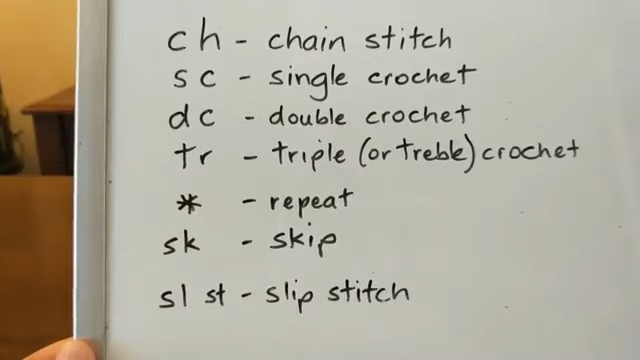 ch - chain stitch
sc - single crochet
dc - double crochet
tr - triple (or treble) crochet
* - repeat
sk - skip
sl st - slip stitch